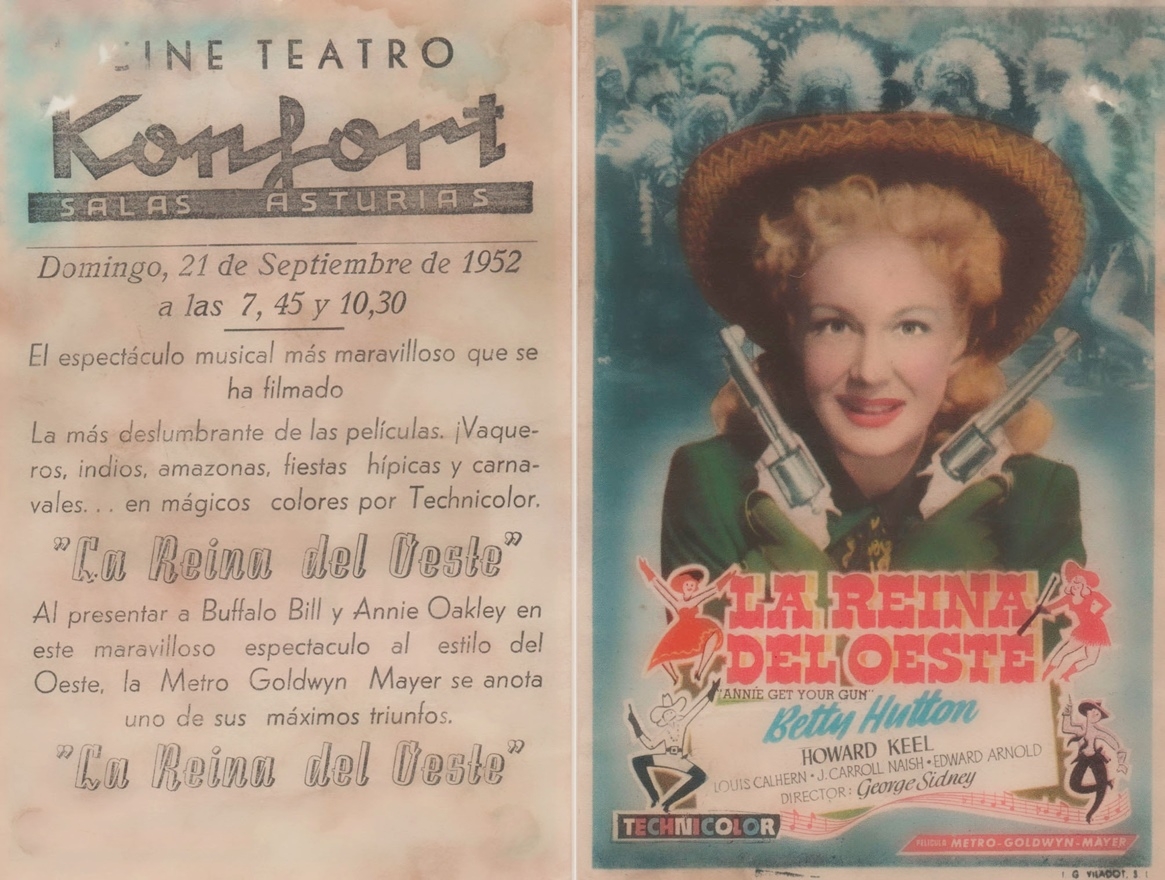 CINE TEATRO
Konfort
SALAS ASTURIAS
Domingo, 21 de Septiembre de 1952
a las 7, 45 y 10,30
El espectáculo musical más maravilloso que se
ha filmado
La más deslumbrante de las películas. ¡Vaque-
ros, indios, amazonas, fiestas hípicas y carna-
vales. . . en mágicos colores por Technicolor.
"La Reina del Oeste"
Al presentar a Buffalo Bill y Annie Oakley en
este maravilloso espectaculo al estilo del
Oeste, la Metro Goldwyn Mayer se anota
uno de sus máximos triunfos.
"La Reina del Oeste"
LA REINA
DEL OESTE
"ANNIE GET YOUR GUN"
Betty Hutton
HOWARD KEEL
LOUIS CALHERN • J. CARROLL NAISH • EDWARD ARNOLD
DIRECTOR: George Sidney
TECHNICOLOR
PELICULA METRO-GOLDWYN-MAYER
G. VILADOT, S